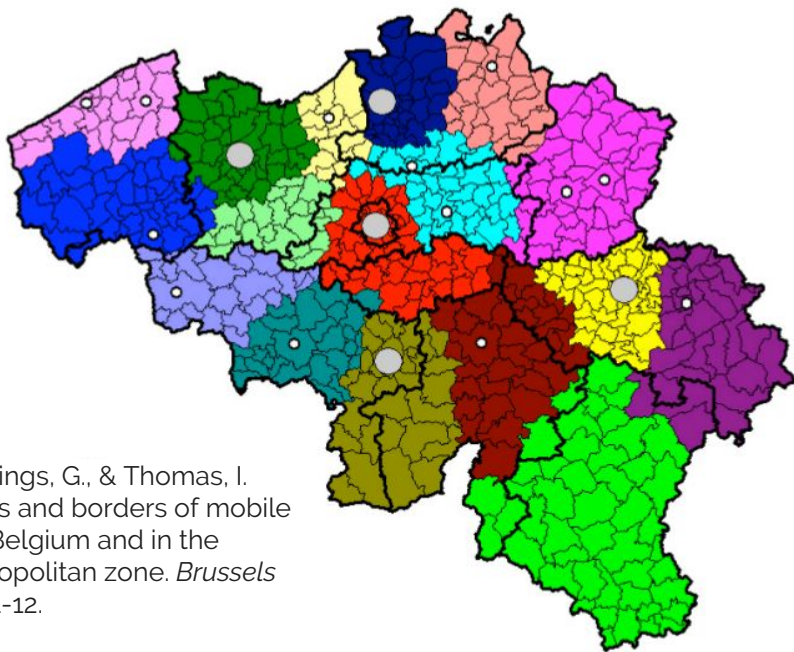 ings, G., & Thomas, I.
s and borders of mobile
Belgium and in the
opolitan zone. Brussels
-12.